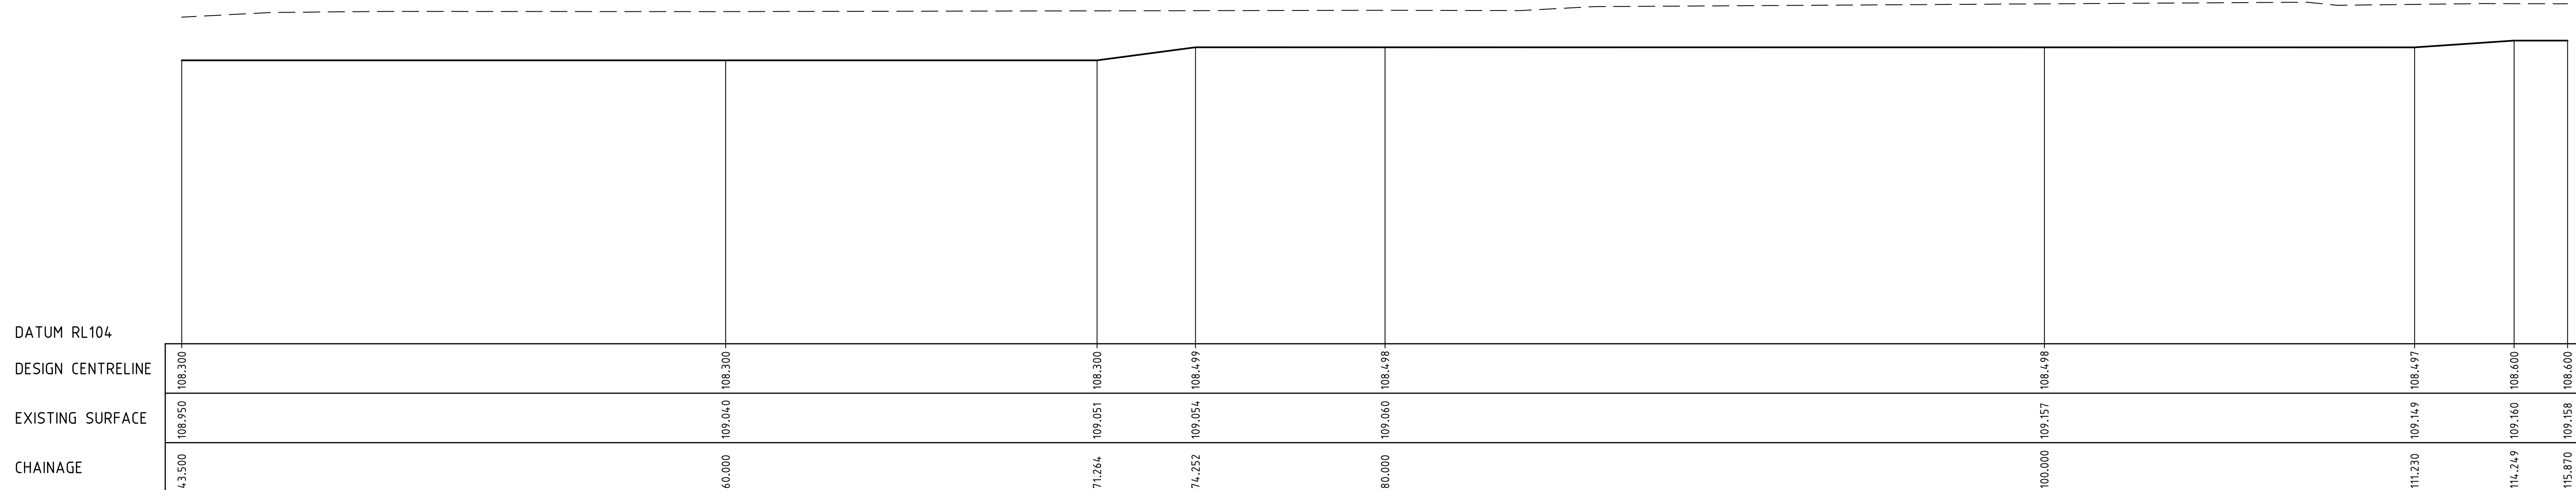 DATUM RL104
DESIGN CENTRELINE 108.300 108.300 108.300 108.499 108.498 108.498 108.497 108.600 108.600
EXISTING SURFACE 108.950 109.040 109.051 109.054 109.060 109.157 109.149 109.160 109.158
CHAINAGE 43.500 60.000 71.264 74.252 80.000 100.000 111.230 114.249 115.870